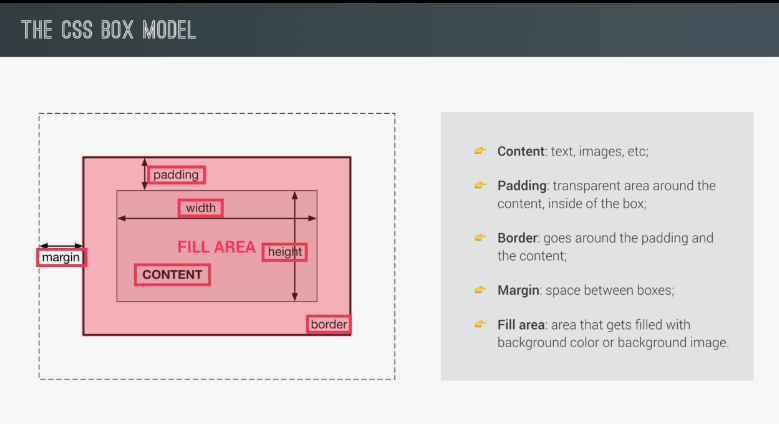 THE CSS BOX MODEL
padding
width
FILL AREA
height
margin
CONTENT
border
Content: text, images, etc;
Padding: transparent area around the
content, inside of the box;
Border: goes around the padding and
the content;
Margin: space between boxes;
Fill area: area that gets filled with
background color or background image.